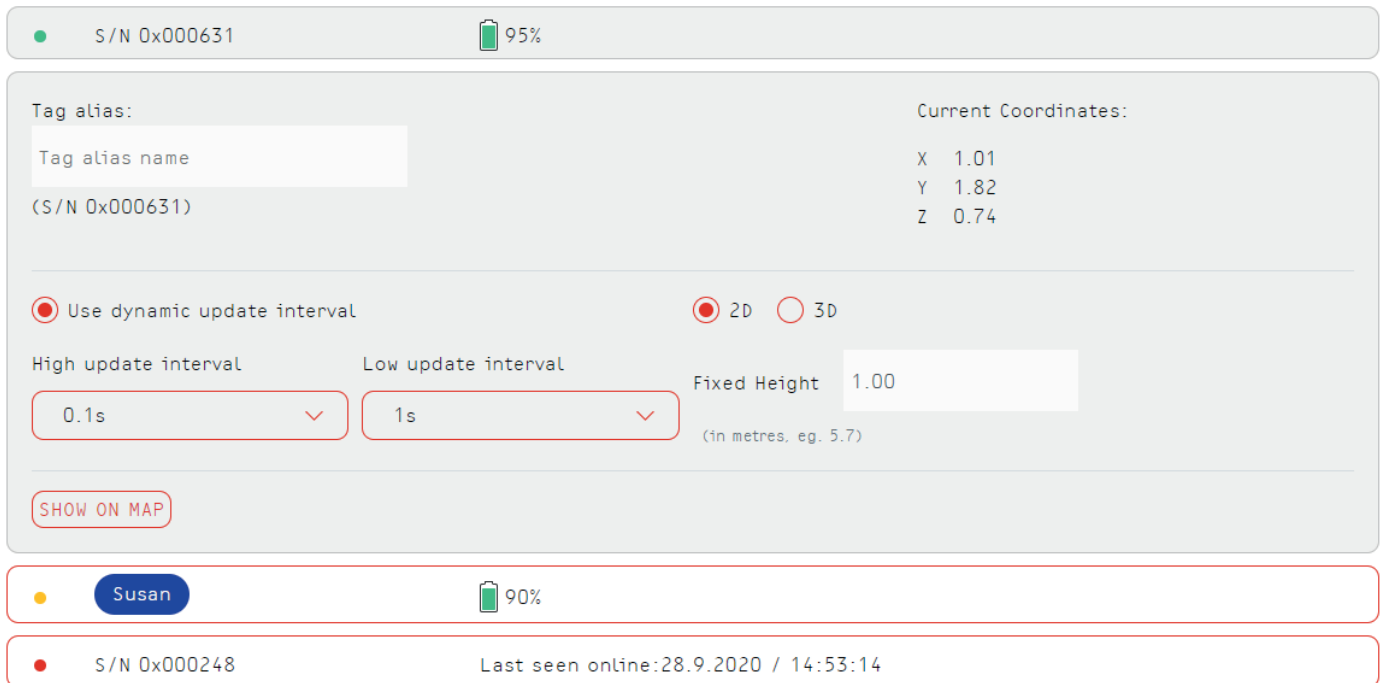 S/N 0x000631 95%
Tag alias: Current Coordinates:
Tag alias name
X 1.01
Y 1.82
(S/N 0x000631)
Z 0.74
Use dynamic update interval 2D 3D
High update interval Low update interval
Fixed Height 1.00
0.1s 1s
(in metres, eg. 5.7)
SHOW ON MAP
Susan 90%
S/N 0x000248 Last seen online:28.9.2020 / 14:53:14